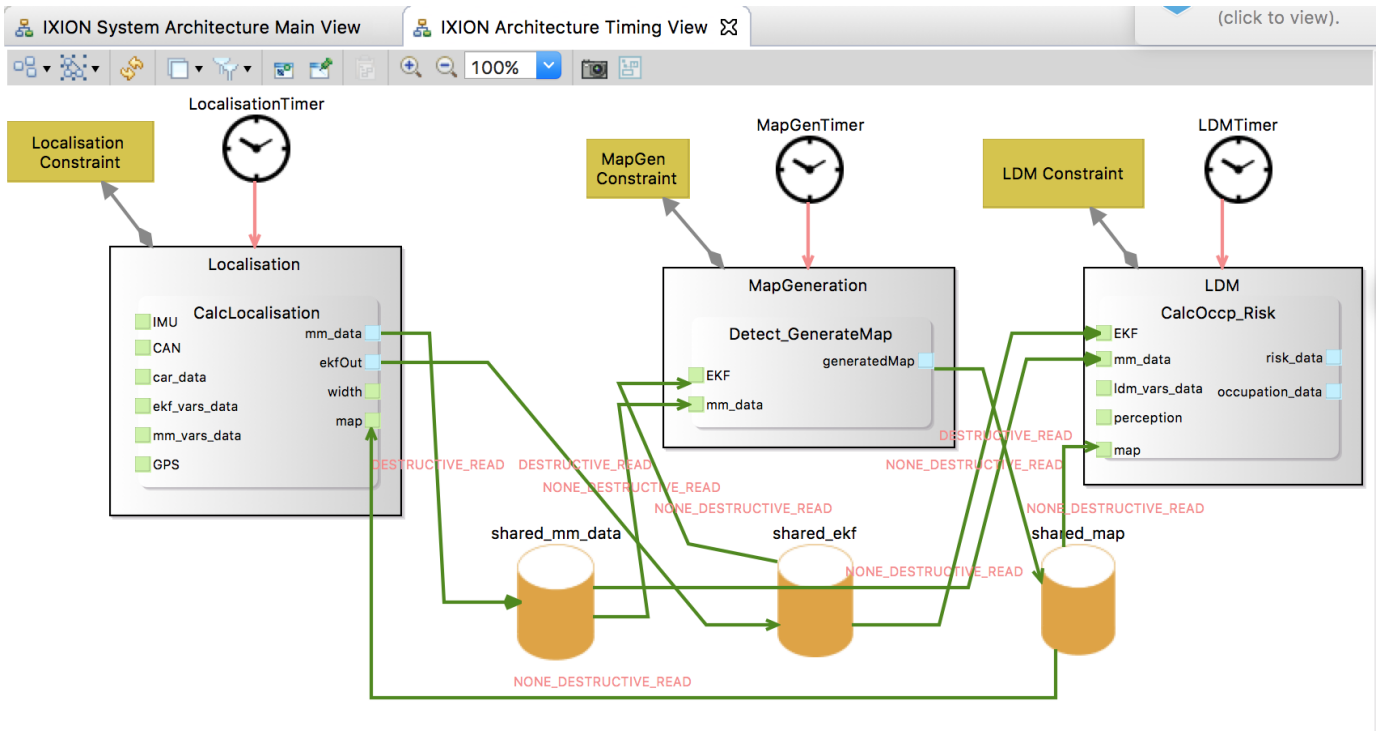 IXION System Architecture Main View
IXION Architecture Timing View
(click to view).
100%
LocalisationTimer
MapGenTimer
LDMTimer
Localisation
Constraint
MapGen
Constraint
LDM Constraint
Localisation
CalcLocalisation
IMU
CAN
car_data
ekf_vars_data
mm_vars_data
GPS
mm_data
ekfOut
width
map
MapGeneration
Detect_GenerateMap
EKF
mm_data
generatedMap
LDM
CalcOccp_Risk
EKF
mm_data
ldm_vars_data
perception
map
risk_data
occupation_data
DESTRUCTIVE_READ
DESTRUCTIVE_READ
DESTRUCTIVE_READ
NONE_DESTRUCTIVE_READ
NONE_DESTRUCTIVE_READ
NONE_DESTRUCTIVE_READ
NONE_DESTRUCTIVE_READ
shared_mm_data
shared_ekf
shared_map
NONE_DESTRUCTIVE_READ
NONE_DESTRUCTIVE_READ